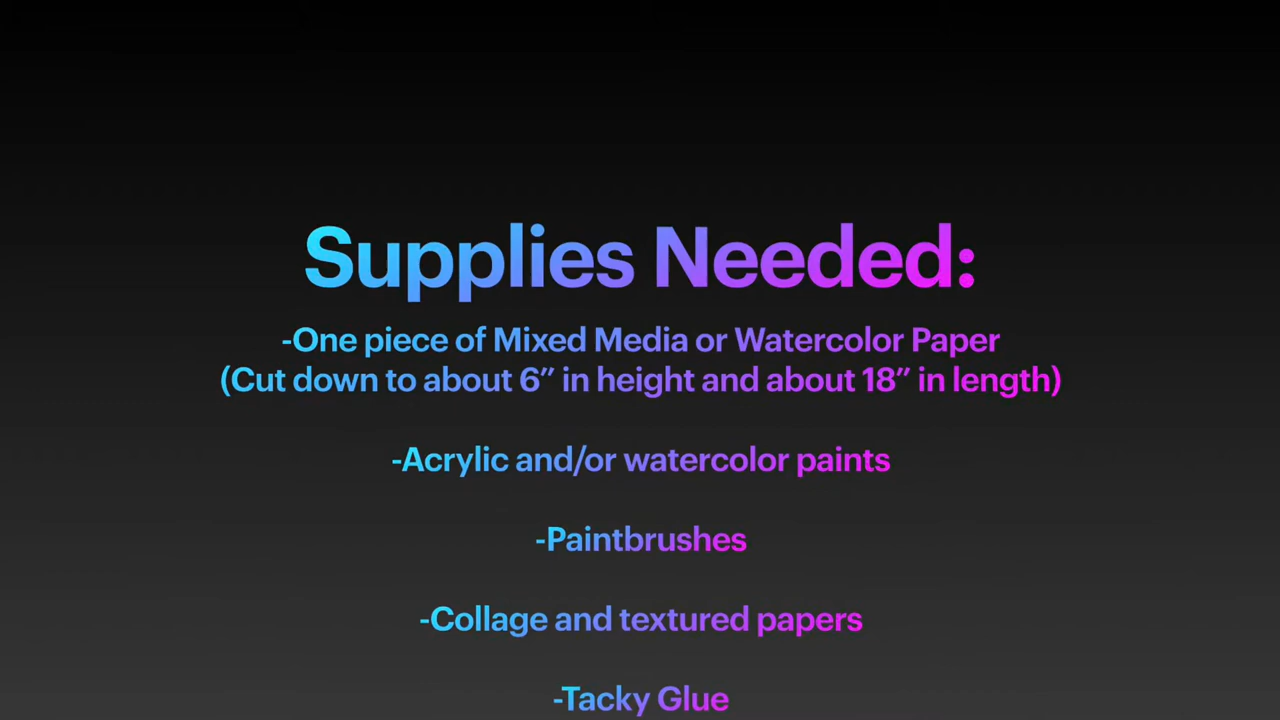 Supplies Needed:
-One piece of Mixed Media or Watercolor Paper
(Cut down to about 6” in height and about 18” in length)
-Acrylic and/or watercolor paints
-Paintbrushes
-Collage and textured papers
-Tacky Glue